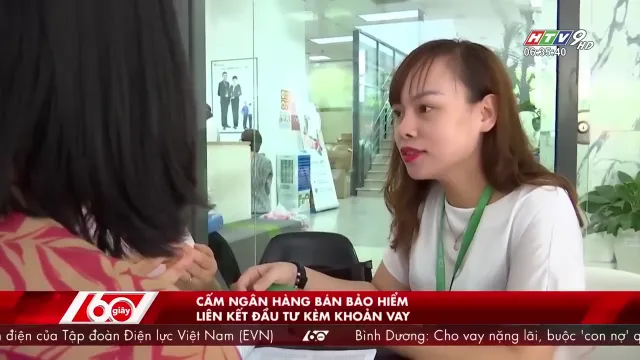 HTV9 HD
06:35:40
60 giây
CẤM NGÂN HÀNG BÁN BẢO HIỂM
LIÊN KẾT ĐẦU TƯ KÈM KHOẢN VAY
điện của Tập đoàn Điện lực Việt Nam (EVN) Bình Dương: Cho vay nặng lãi, buộc 'con nợ'